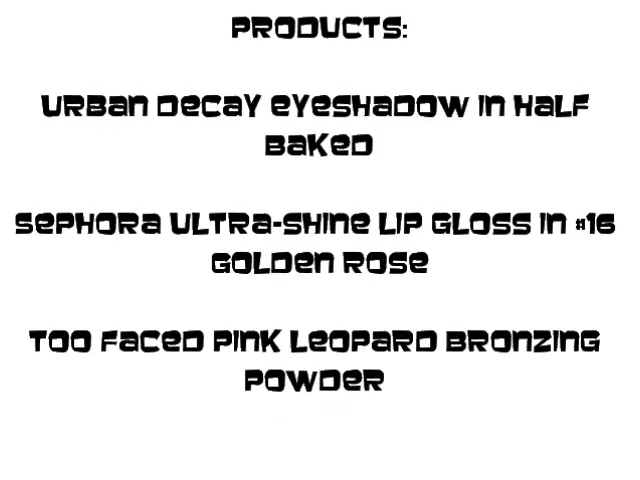 PRODUCTS:
URBAN DECAY EYESHADOW IN HALF
BAKED
SEPHORA ULTRA-SHINE LIP GLOSS IN #16
GOLDEN ROSE
TOO FACED PINK LEOPARD BRONZING
POWDER